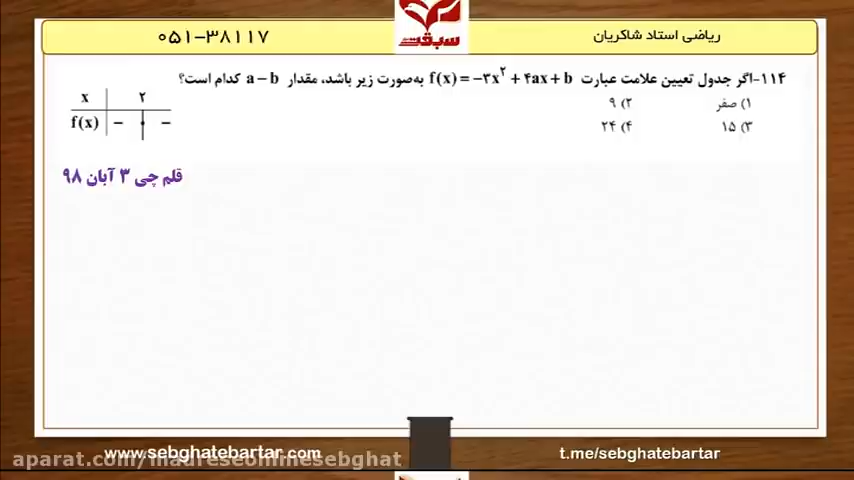 ریاضی استاد شاکریان
۰۵۱-۳۸۱۱۷
سبقت
۱۱۴-اگر جدول تعیین علامت عبارت f(x) = -۳x² + ۴ax + b به‌صورت زیر باشد، مقدار a - b کدام است؟
۱) صفر
۲) ۹
۳) ۱۵
۴) ۲۴
x ۲
f(x) - -
قلم چی ۳ آبان ۹۸
www.sebghatebartar.com
t.me/sebghatebartar
aparat.com/madreseonlinesebghat